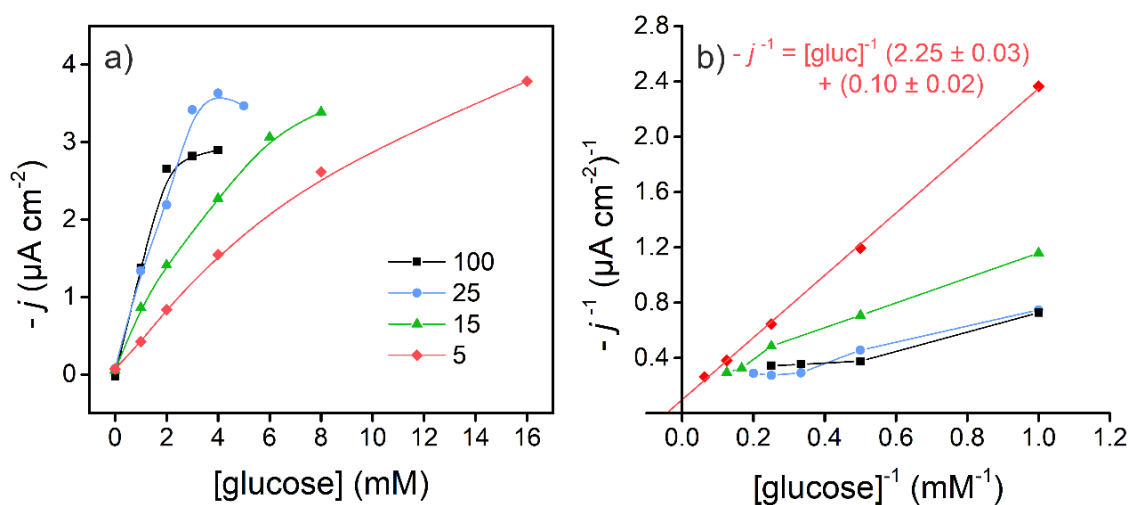 a)
4
3
2
1
0
- j (µA cm⁻²)
100
25
15
5
0 2 4 6 8 10 12 14 16
[glucose] (mM)
b)
- j⁻¹ = [gluc]⁻¹ (2.25 ± 0.03)
+ (0.10 ± 0.02)
2.8
2.4
2.0
1.6
1.2
0.8
0.4
- j⁻¹ (µA cm⁻²)⁻¹
0.0 0.2 0.4 0.6 0.8 1.0 1.2
[glucose]⁻¹ (mM⁻¹)